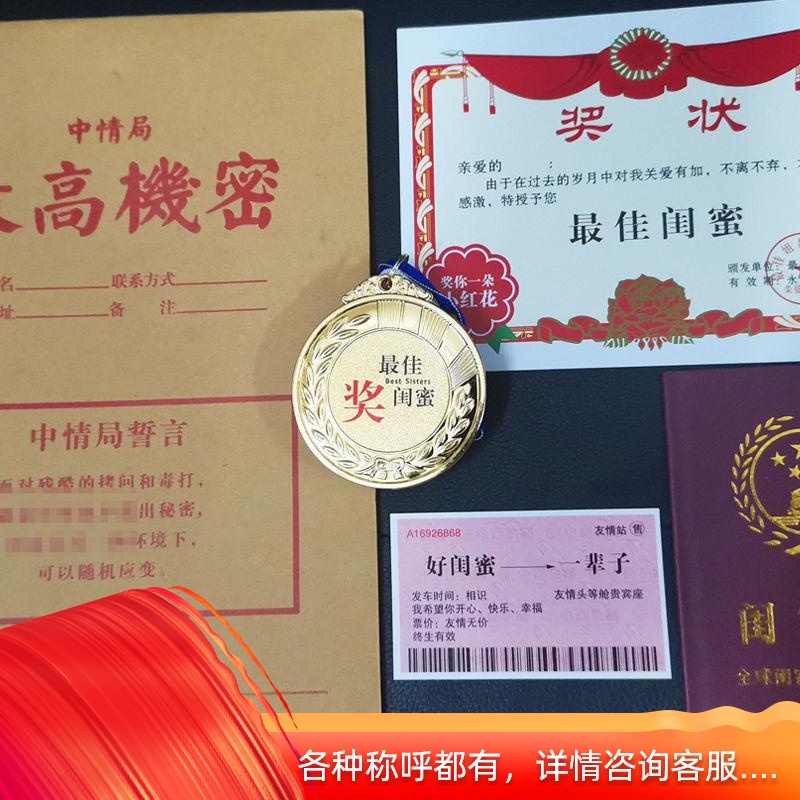 中情局
高機密
名 联系方式
址 备 注
中情局誓言
面对残酷的拷问和毒打，
出秘密，
环境下，
可以随机应变。
奖 状
亲爱的 ：
由于在过去的岁月中对我关爱有加，不离不弃，
感激，特授予您
最佳闺蜜
颁发单位：最
有效期：永
奖你一朵
小红花
最佳
Best Sisters
奖 闺蜜
A16926868 友情站 售
好闺蜜 一辈子
发车时间：相识 友情头等舱贵宾座
我希望你开心、快乐、幸福
票价：友情无价
终生有效
闺
全球闺
各种称呼都有，详情咨询客服....